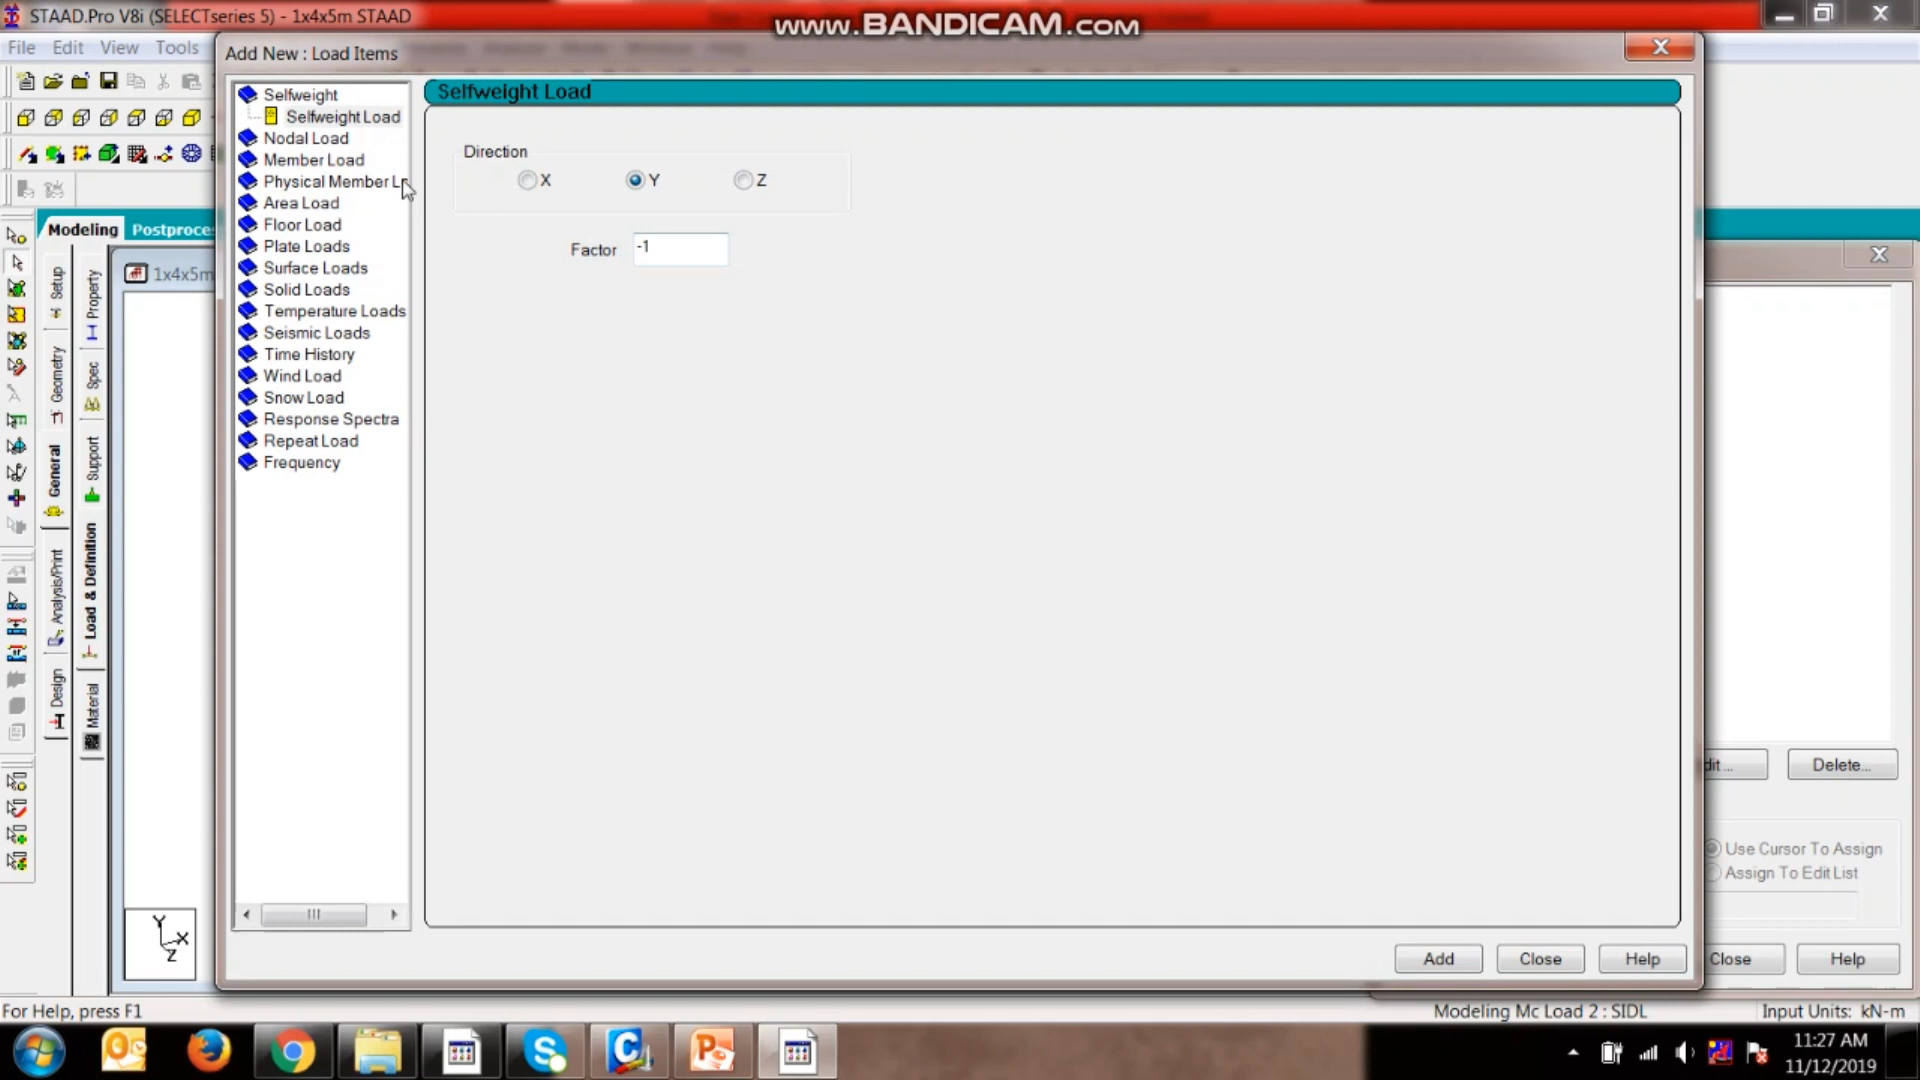 STAAD.Pro V8i (SELECTseries 5) - 1x4x5m STAAD
www.BANDICAM.com
File Edit View Tools
Add New : Load Items
Selfweight
Selfweight Load
Nodal Load
Member Load
Physical Member L
Area Load
Floor Load
Plate Loads
Surface Loads
Solid Loads
Temperature Loads
Seismic Loads
Time History
Wind Load
Snow Load
Response Spectra
Repeat Load
Frequency
Selfweight Load
Direction
X Y Z
Factor -1
Add Close Help
Modeling Postproce
1x4x5m
Setup
Geometry
General
Analysis/Print
Design
Property
Spec
Support
Load & Definition
Material
Y
X
Z
dit... Delete...
Use Cursor To Assign
Assign To Edit List
Close Help
For Help, press F1
Modeling Mc Load 2 : SIDL
Input Units: kN-m
11:27 AM
11/12/2019